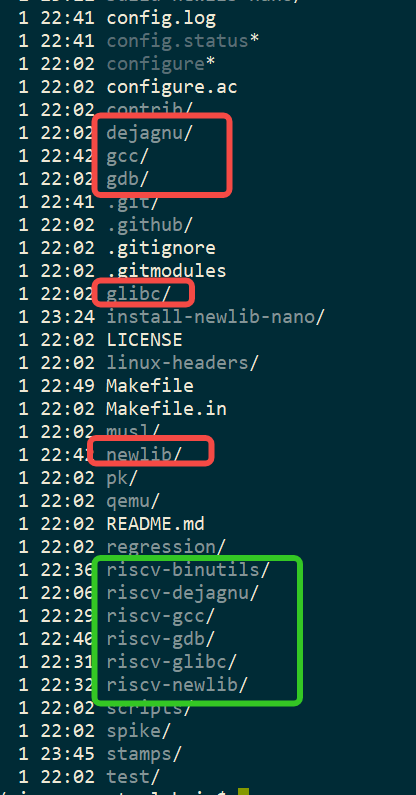 1 22:41 config.log
1 22:41 config.status*
1 22:02 configure*
1 22:02 configure.ac
1 22:02 contrib/
1 22:02 dejagnu/
1 22:42 gcc/
1 22:02 gdb/
1 22:41 .git/
1 22:02 .github/
1 22:02 .gitignore
1 22:02 .gitmodules
1 22:02 glibc/
1 23:24 install-newlib-nano/
1 22:02 LICENSE
1 22:02 linux-headers/
1 22:49 Makefile
1 22:02 Makefile.in
1 22:02 musl/
1 22:42 newlib/
1 22:02 pk/
1 22:02 qemu/
1 22:02 README.md
1 22:02 regression/
1 22:36 riscv-binutils/
1 22:06 riscv-dejagnu/
1 22:29 riscv-gcc/
1 22:40 riscv-gdb/
1 22:31 riscv-glibc/
1 22:32 riscv-newlib/
1 22:02 scripts/
1 22:02 spike/
1 23:45 stamps/
1 22:02 test/